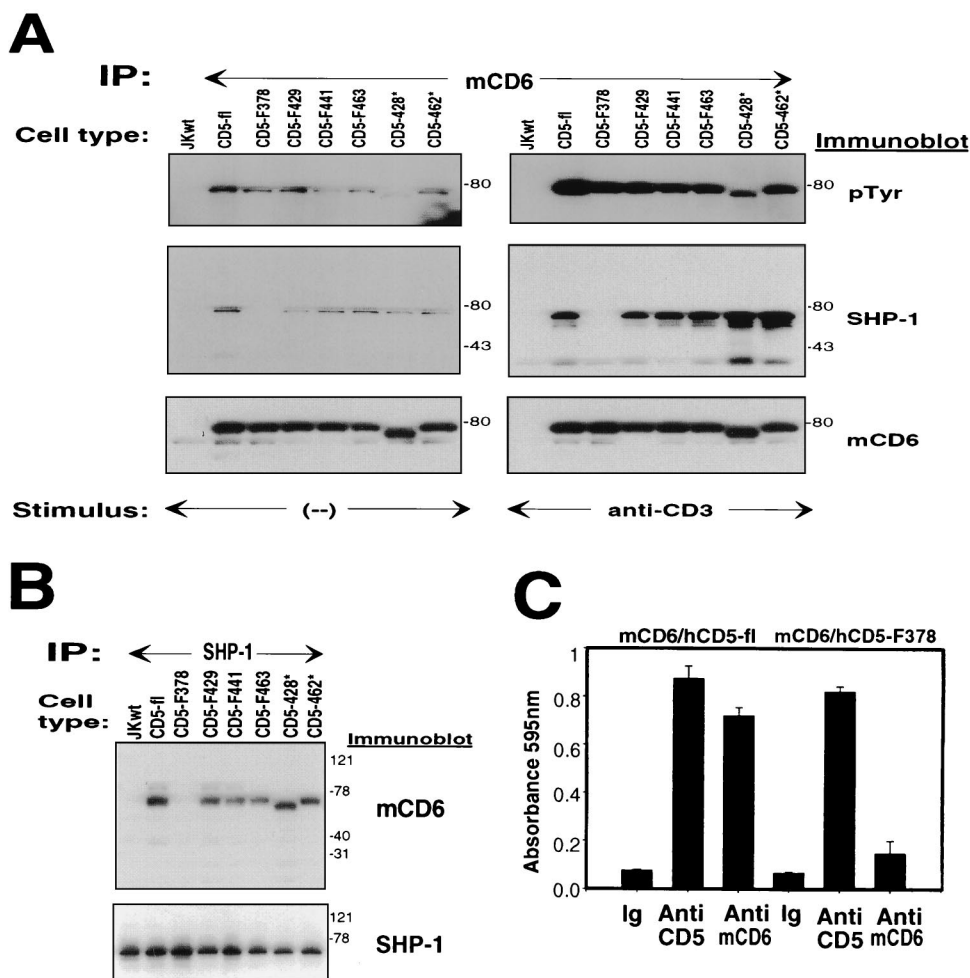 A
IP: mCD6
Cell type: JKwt CD5-fl CD5-F378 CD5-F429 CD5-F441 CD5-F463 CD5-428* CD5-462* JKwt CD5-fl CD5-F378 CD5-F429 CD5-F441 CD5-F463 CD5-428* CD5-462* Immunoblot
-80 -80 pTyr
-80 -80 SHP-1
-43 -43
-80 -80 mCD6
Stimulus: (--) anti-CD3
B
IP: SHP-1
Cell type: JKwt CD5-fl CD5-F378 CD5-F429 CD5-F441 CD5-F463 CD5-428* CD5-462* Immunoblot
121
-78 mCD6
-40
-31
121
-78 SHP-1
C
mCD6/hCD5-fl mCD6/hCD5-F378
Absorbance 595nm
1
0.8
0.6
0.4
0.2
0.0
Ig Anti CD5 Anti mCD6 Ig Anti CD5 Anti mCD6